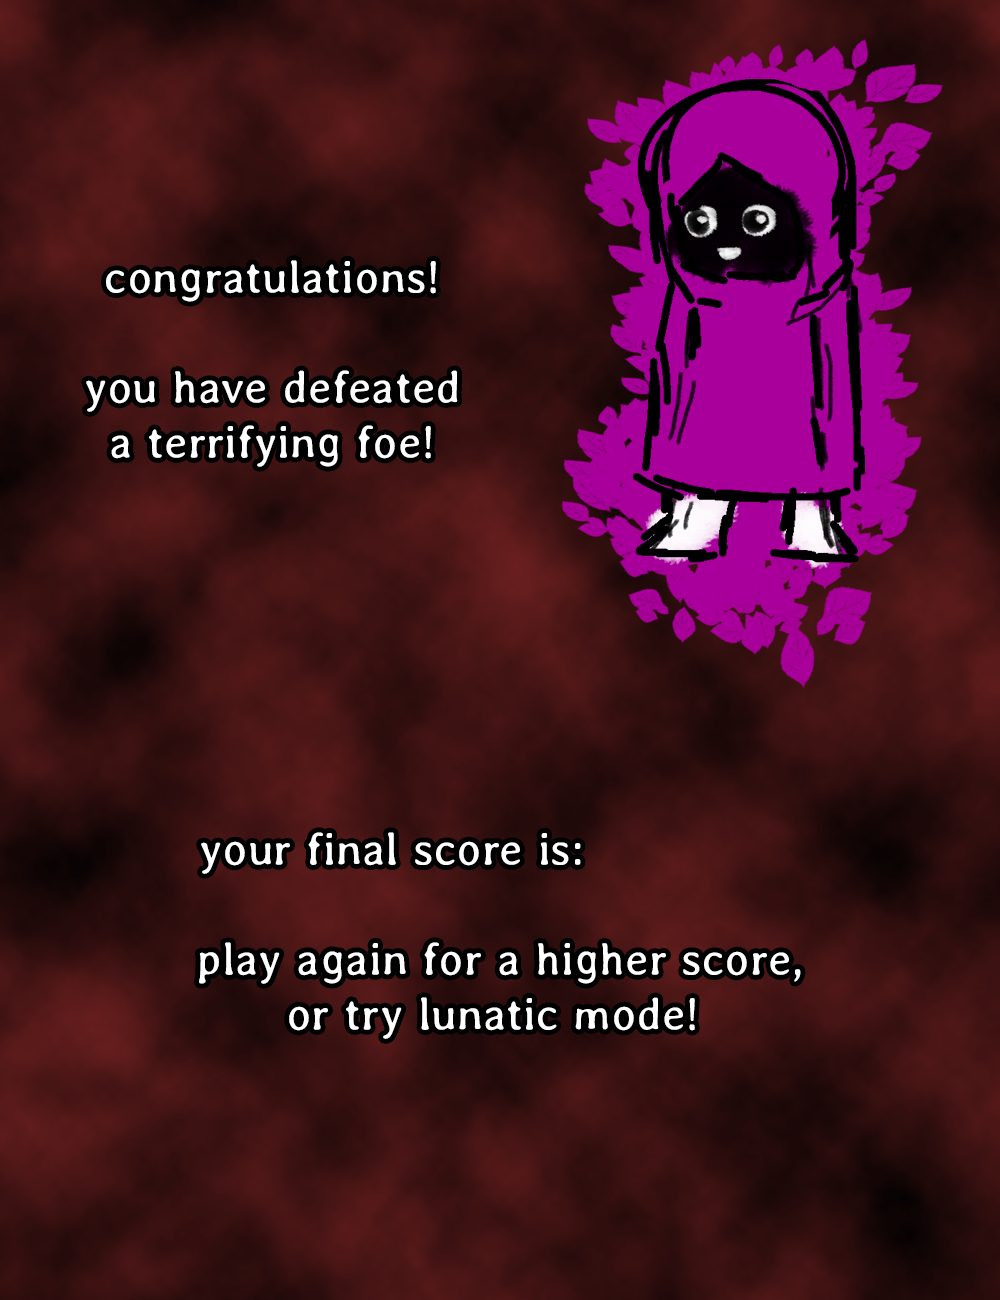 congratulations!
you have defeated
a terrifying foe!
your final score is:
play again for a higher score,
or try lunatic mode!